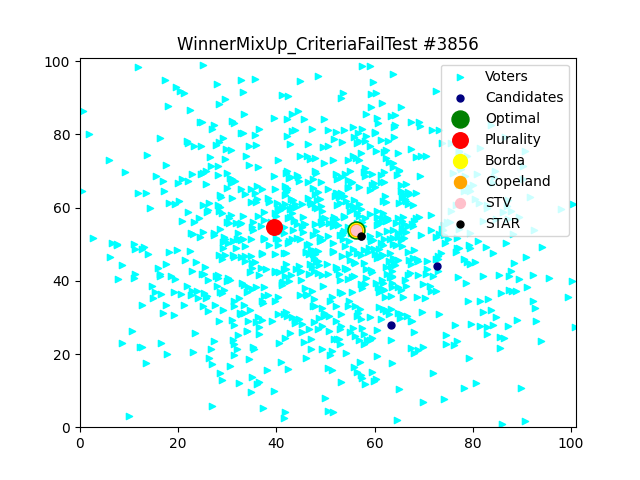 WinnerMixUp_CriteriaFailTest #3856
100
80
60
40
20
0
0
20
40
60
80
100
Voters
Candidates
Optimal
Plurality
Borda
Copeland
STV
STAR